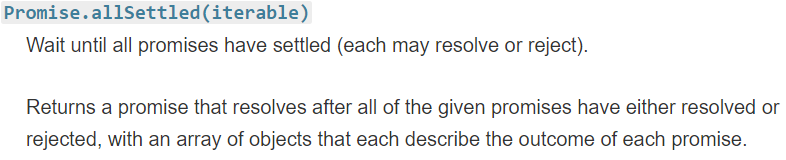 Promise.allSettled(iterable)
Wait until all promises have settled (each may resolve or reject).
Returns a promise that resolves after all of the given promises have either resolved or
rejected, with an array of objects that each describe the outcome of each promise.